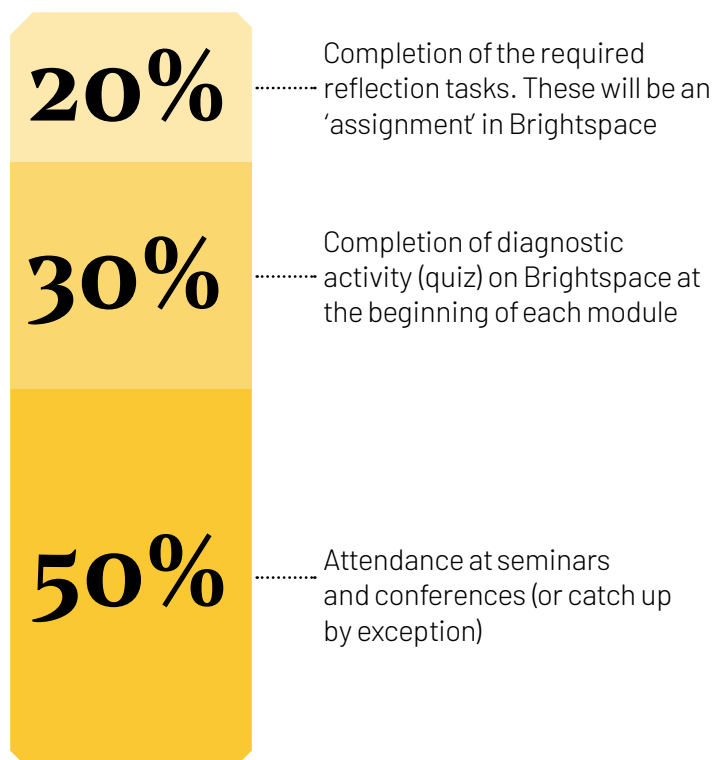 20%
Completion of the required
reflection tasks. These will be an
‘assignment’ in Brightspace
30%
Completion of diagnostic
activity (quiz) on Brightspace at
the beginning of each module
50%
Attendance at seminars
and conferences (or catch up
by exception)